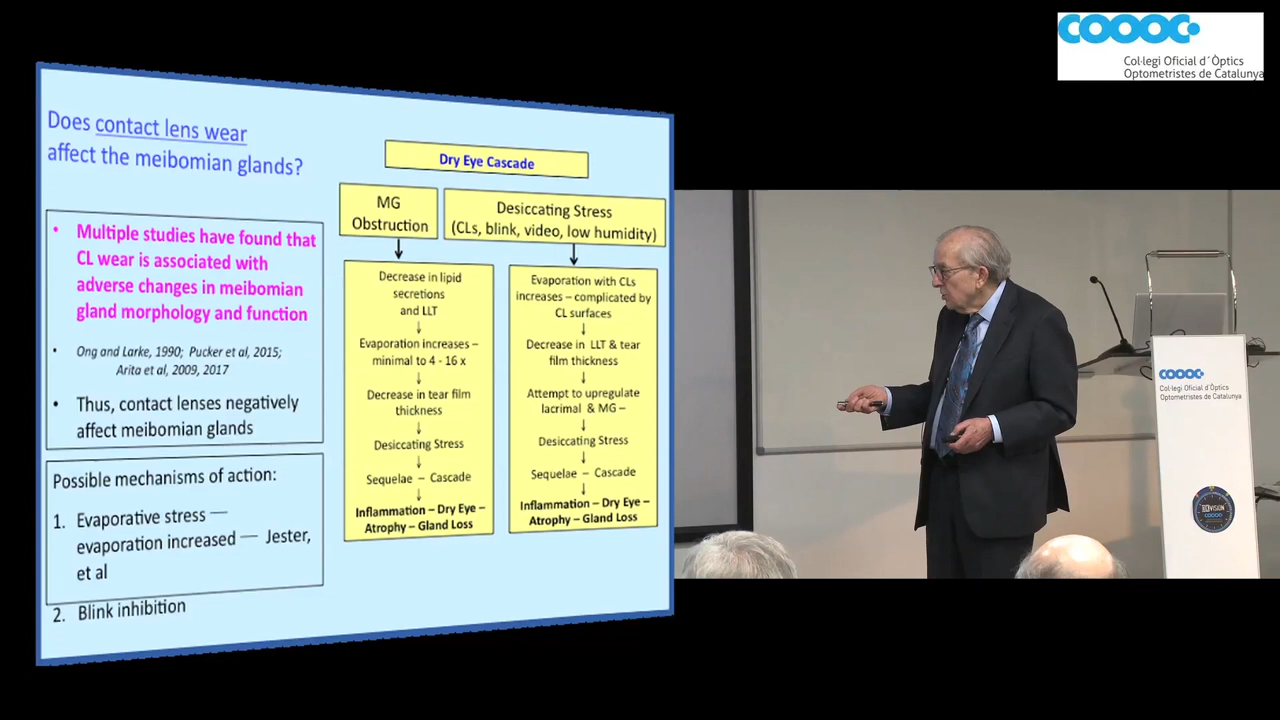 COOOC
Col·legi Oficial d´Òptics
Optometristes de Catalunya
Does contact lens wear
affect the meibomian glands?
• Multiple studies have found that
CL wear is associated with
adverse changes in meibomian
gland morphology and function
• Ong and Larke, 1990; Pucker et al, 2015;
Arita et al, 2009, 2017
• Thus, contact lenses negatively
affect meibomian glands
Possible mechanisms of action:
1. Evaporative stress —
evaporation increased — Jester,
et al
2. Blink inhibition
Dry Eye Cascade
MG
Obstruction
Decrease in lipid
secretions
and LLT
↓
Evaporation increases –
minimal to 4 - 16 x
↓
Decrease in tear film
thickness
↓
Desiccating Stress
↓
Sequelae – Cascade
↓
Inflammation – Dry Eye –
Atrophy – Gland Loss
Desiccating Stress
(CLs, blink, video, low humidity)
Evaporation with CLs
increases – complicated by
CL surfaces
↓
Decrease in LLT & tear
film thickness
↓
Attempt to upregulate
lacrimal & MG –
↓
Desiccating Stress
↓
Sequelae – Cascade
↓
Inflammation – Dry Eye –
Atrophy – Gland Loss
COOOC
Col·legi Oficial d´Òptics
Optometristes de Catalunya
VISION